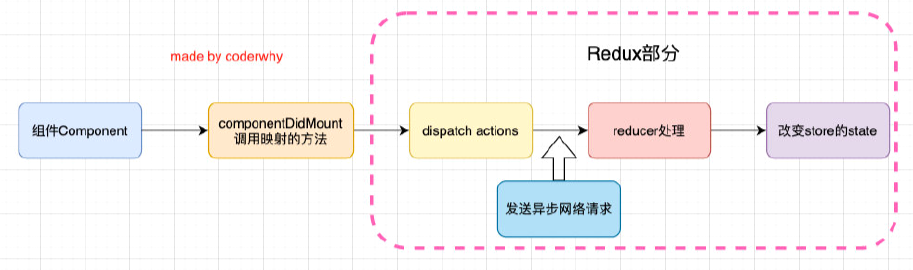 made by coderwhy
Redux部分
组件Component
componentDidMount
调用映射的方法
dispatch actions
reducer处理
改变store的state
发送异步网络请求